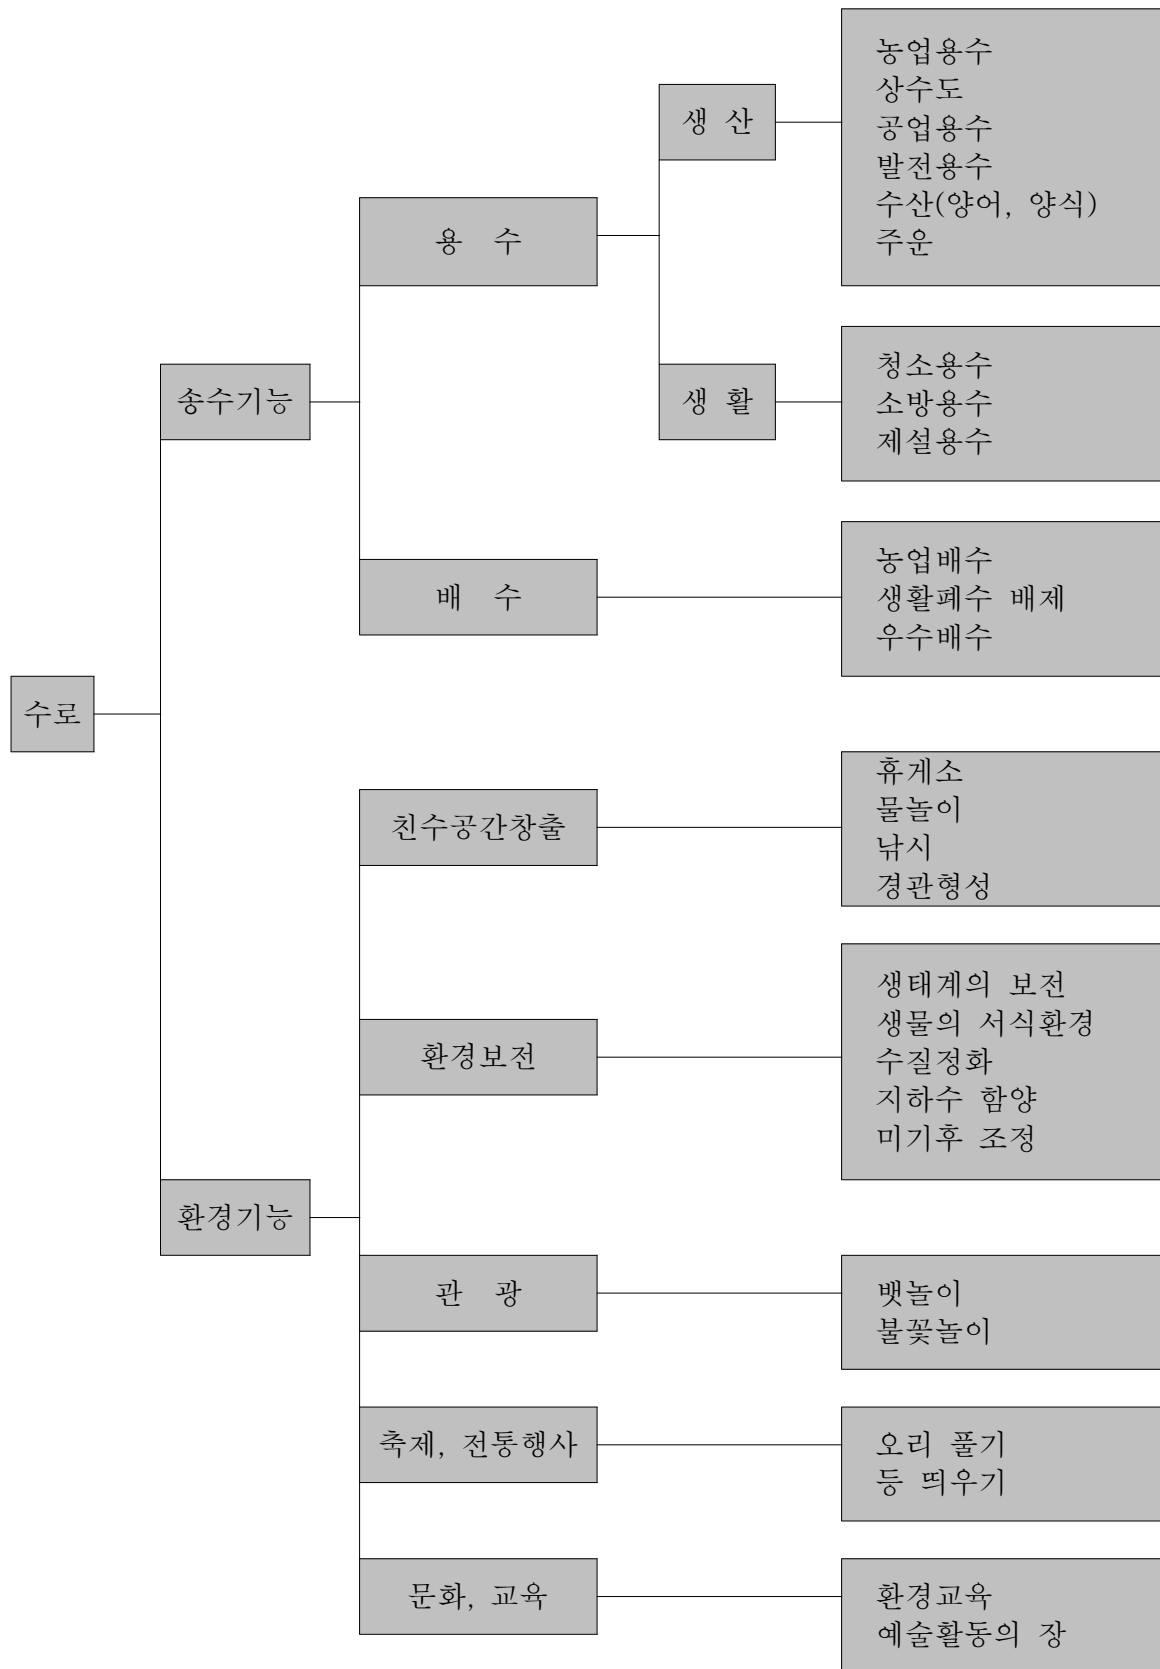 수로
송수기능
용 수
생 산
농업용수
상수도
공업용수
발전용수
수산(양어, 양식)
주운
생 활
청소용수
소방용수
제설용수
배 수
농업배수
생활폐수 배제
우수배수
환경기능
친수공간창출
휴게소
물놀이
낚시
경관형성
환경보전
생태계의 보전
생물의 서식환경
수질정화
지하수 함양
미기후 조정
관 광
뱃놀이
불꽃놀이
축제, 전통행사
오리 풀기
등 띄우기
문화, 교육
환경교육
예술활동의 장